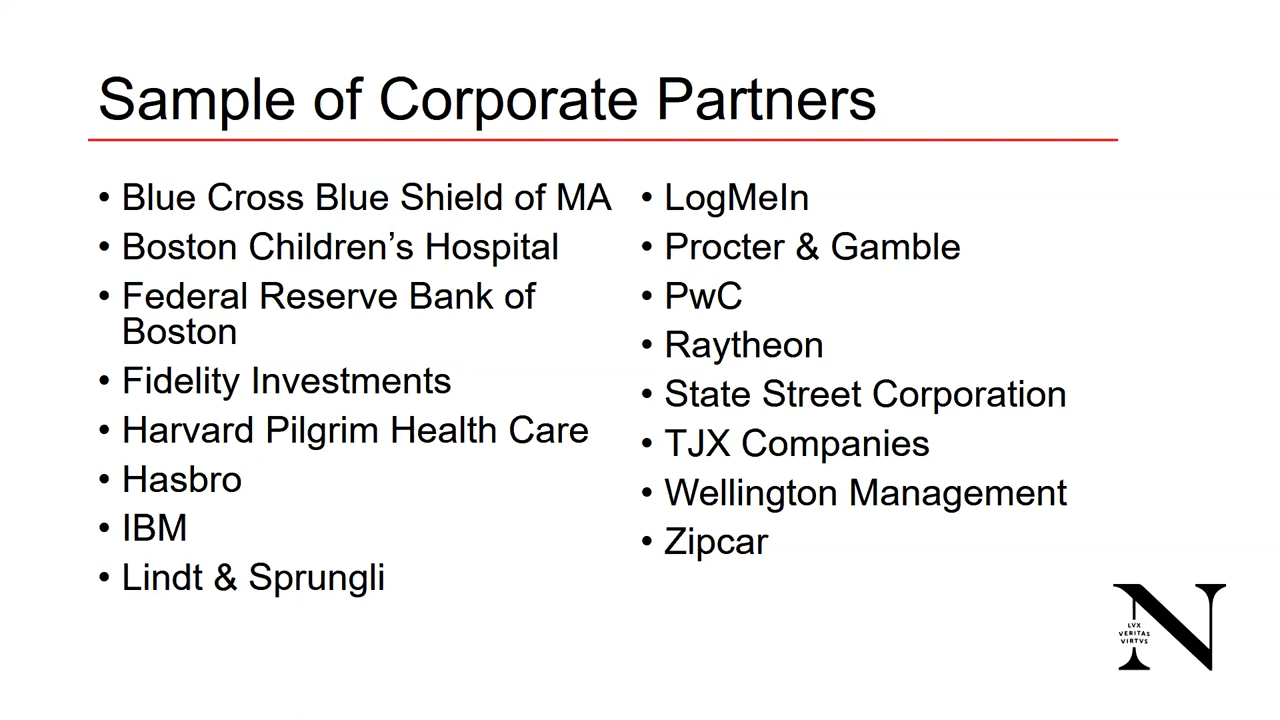 Sample of Corporate Partners
• Blue Cross Blue Shield of MA
• Boston Children’s Hospital
• Federal Reserve Bank of
Boston
• Fidelity Investments
• Harvard Pilgrim Health Care
• Hasbro
• IBM
• Lindt & Sprungli
• LogMeIn
• Procter & Gamble
• PwC
• Raytheon
• State Street Corporation
• TJX Companies
• Wellington Management
• Zipcar
N
LVX
VERITAS
VIRTVS